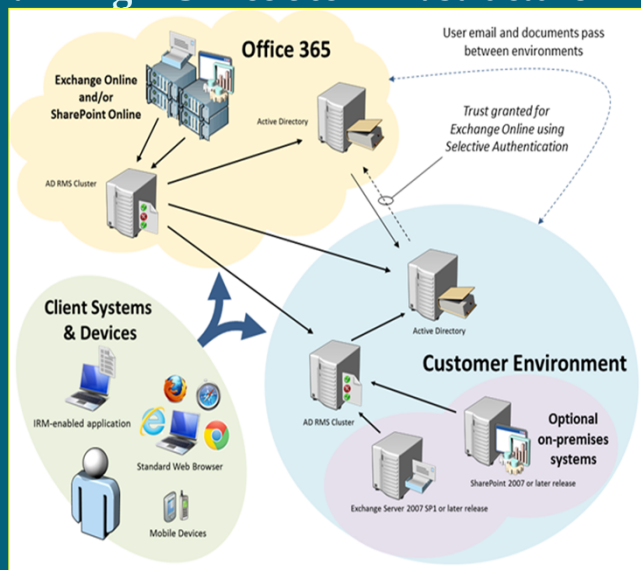 Office 365
Exchange Online
and/or
SharePoint Online
Active Directory
AD RMS Cluster
User email and documents pass
between environments
Trust granted for
Exchange Online using
Selective Authentication
Client Systems
& Devices
IRM-enabled application
Standard Web Browser
Mobile Devices
Active Directory
Customer Environment
AD RMS Cluster
Optional
on-premises
systems
SharePoint 2007 or later release
Exchange Server 2007 SP1 or later release